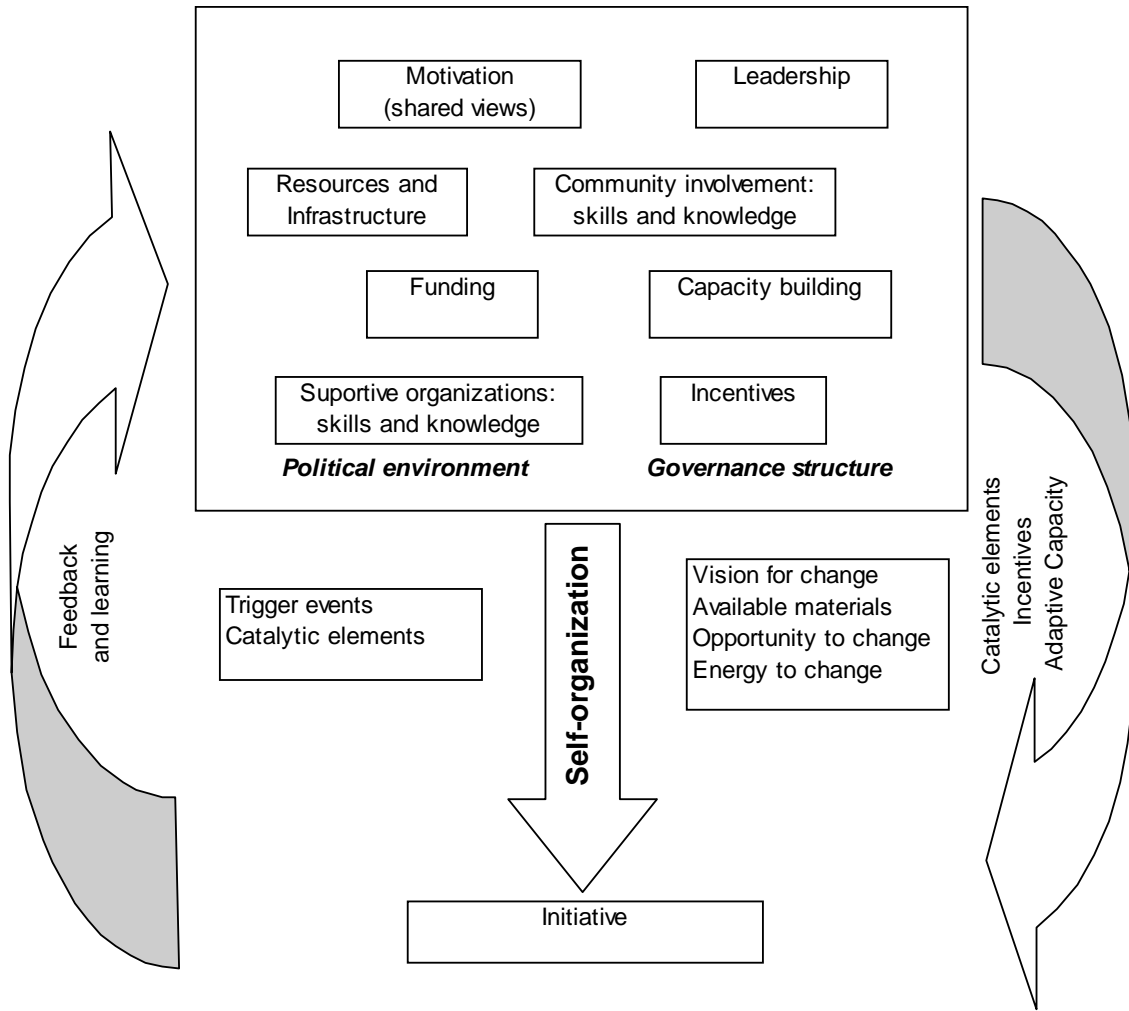 Motivation
(shared views)
Leadership
Resources and
Infrastructure
Community involvement:
skills and knowledge
Funding
Capacity building
Suportive organizations:
skills and knowledge
Incentives
Political environment
Governance structure
Feedback
and learning
Trigger events
Catalytic elements
Self-organization
Vision for change
Available materials
Opportunity to change
Energy to change
Catalytic elements
Incentives
Adaptive Capacity
Initiative